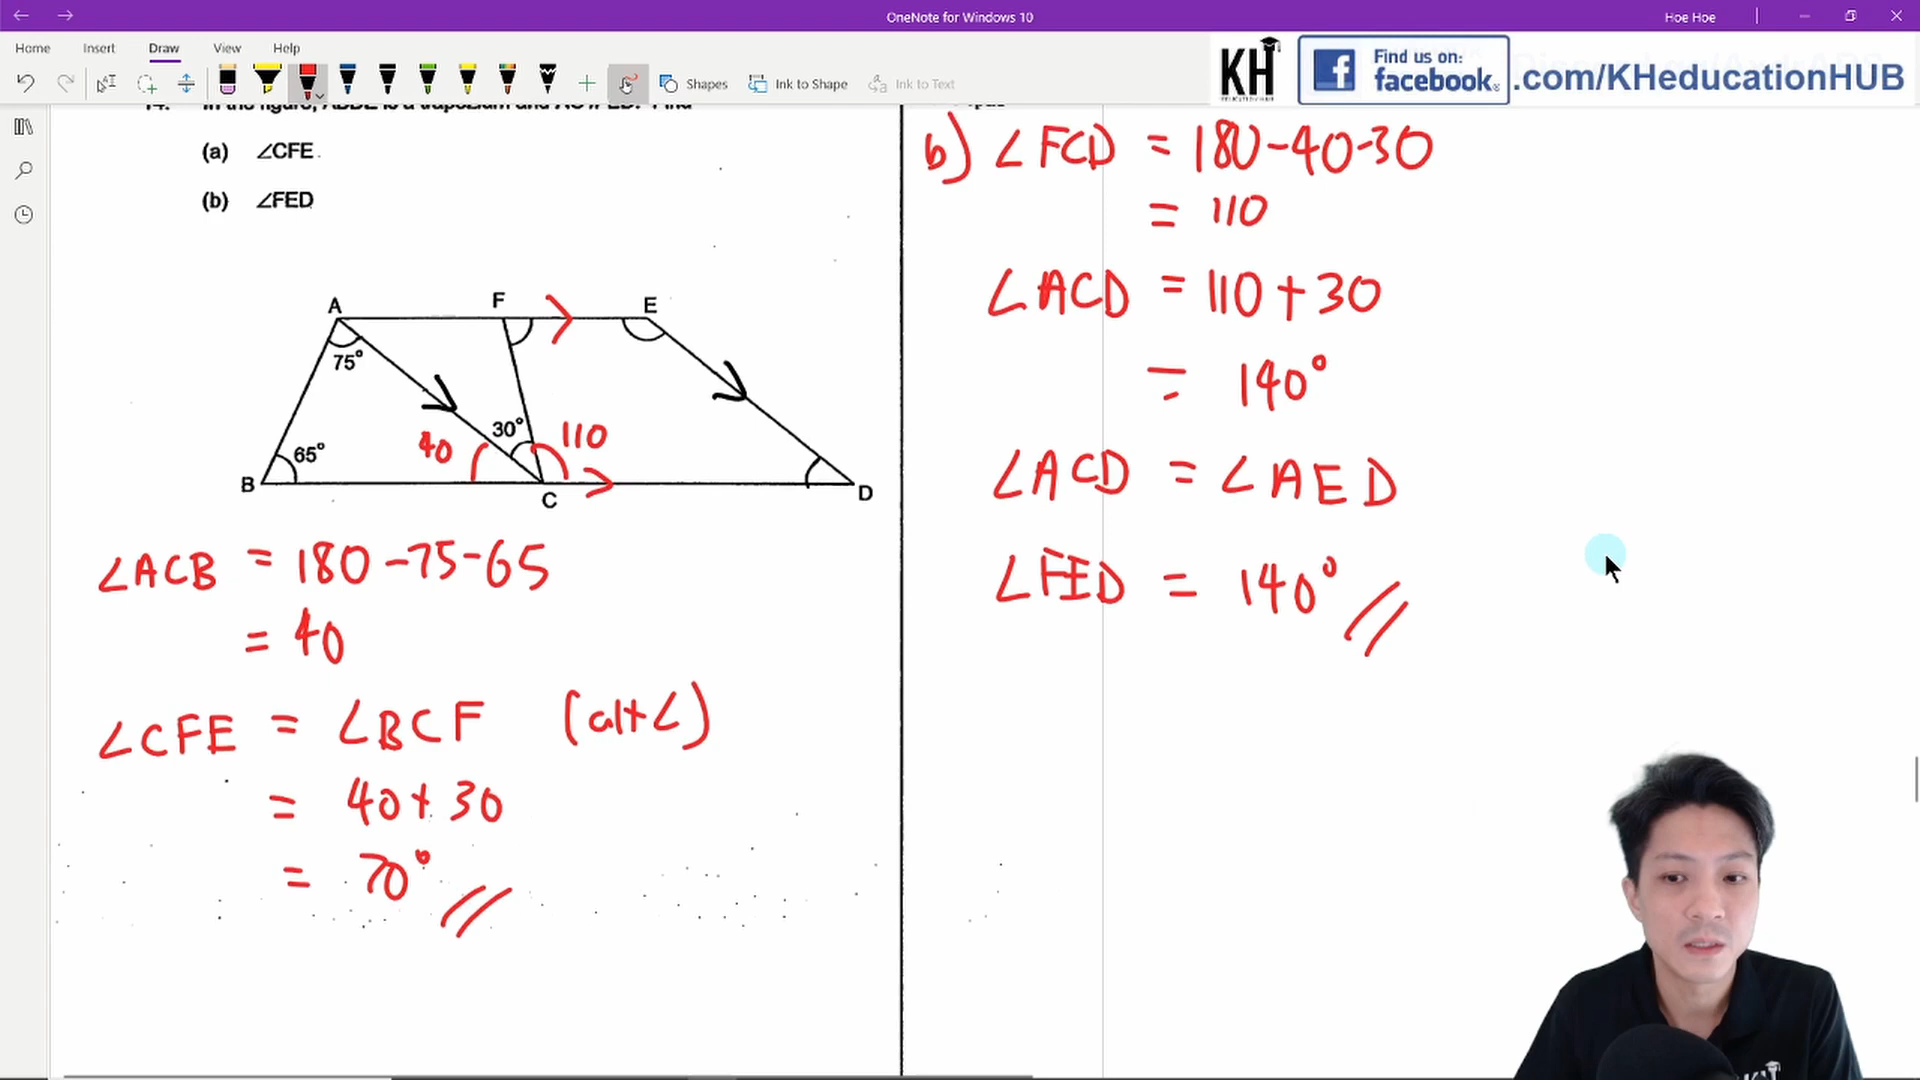 OneNote for Windows 10
Hoe Hoe
Home Insert Draw View Help
Shapes Ink to Shape Ink to Text
KH
Find us on:
facebook.
.com/KHeducationHUB
(a) ∠CFE
(b) ∠FED
A F E
75°
30°
65°
40
110
B C D
∠ACB = 180-75-65
= 40
∠CFE = ∠BCF (alt∠)
= 40+30
= 70°
b) ∠FCD = 180-40-30
= 110
∠ACD = 110+30
= 140°
∠ACD = ∠AED
∠FED = 140°